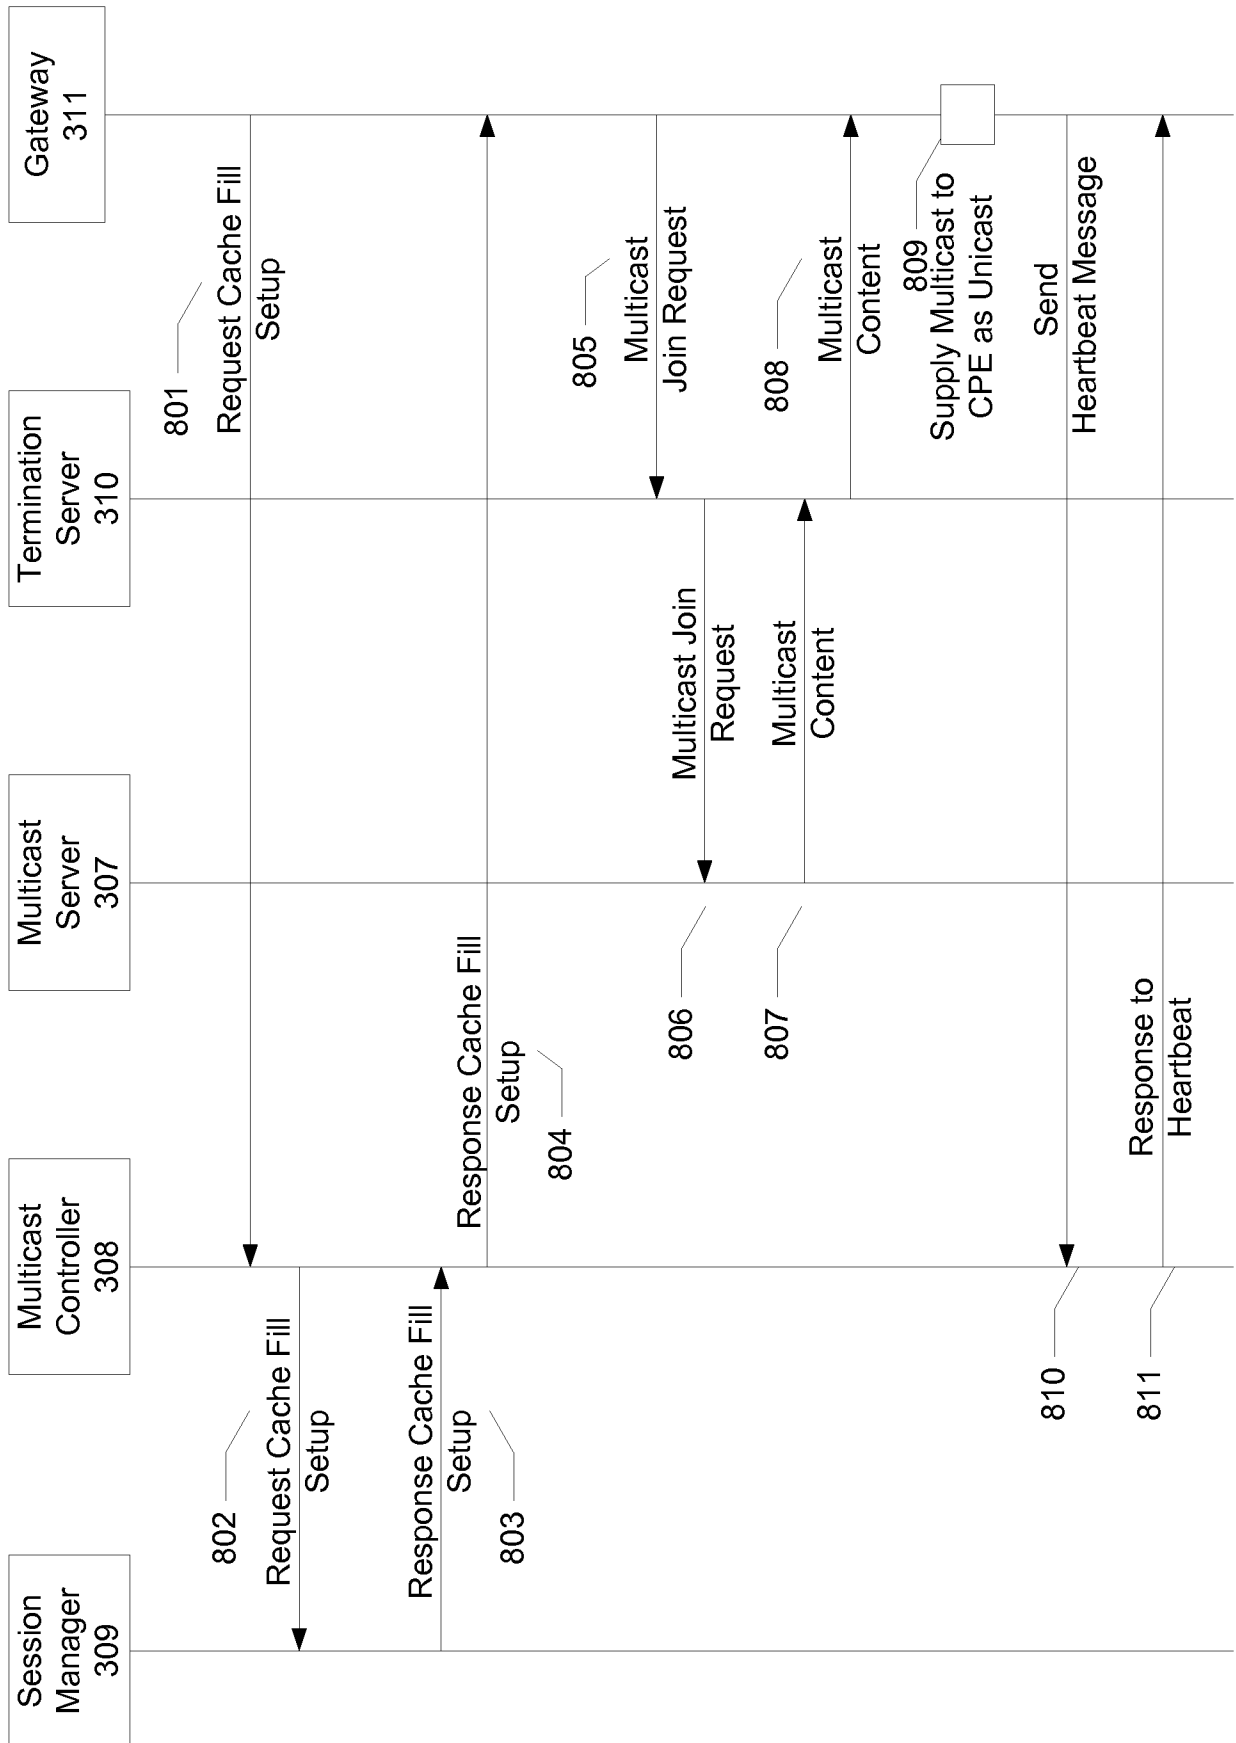 Session
Manager
309
Multicast
Controller
308
Multicast
Server
307
Termination
Server
310
Gateway
311
801
Request Cache Fill
Setup
802
Request Cache Fill
Setup
Response Cache Fill
Setup
803
Response Cache Fill
Setup
804
805
Multicast
Join Request
Multicast Join
Request
806
Multicast
Content
807
808
Multicast
Content
809
Supply Multicast to
CPE as Unicast
Send
Heartbeat Message
810
Response to
Heartbeat
811